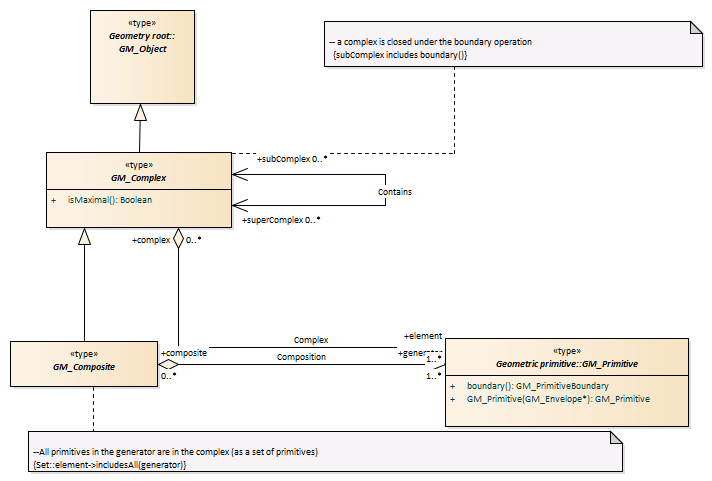 «type»
Geometry root::
GM_Object
-- a complex is closed under the boundary operation
{subComplex includes boundary()}
«type»
GM_Complex
+ isMaximal(): Boolean
+subComplex 0..*
Contains
+superComplex 0..*
+complex 0..*
«type»
GM_Composite
+composite
0..*
Complex
Composition
+element
1..*
1..*
«type»
Geometric primitive::GM_Primitive
+ boundary(): GM_PrimitiveBoundary
+ GM_Primitive(GM_Envelope*): GM_Primitive
--All primitives in the generator are in the complex (as a set of primitives)
{Set::element->includesAll(generator)}